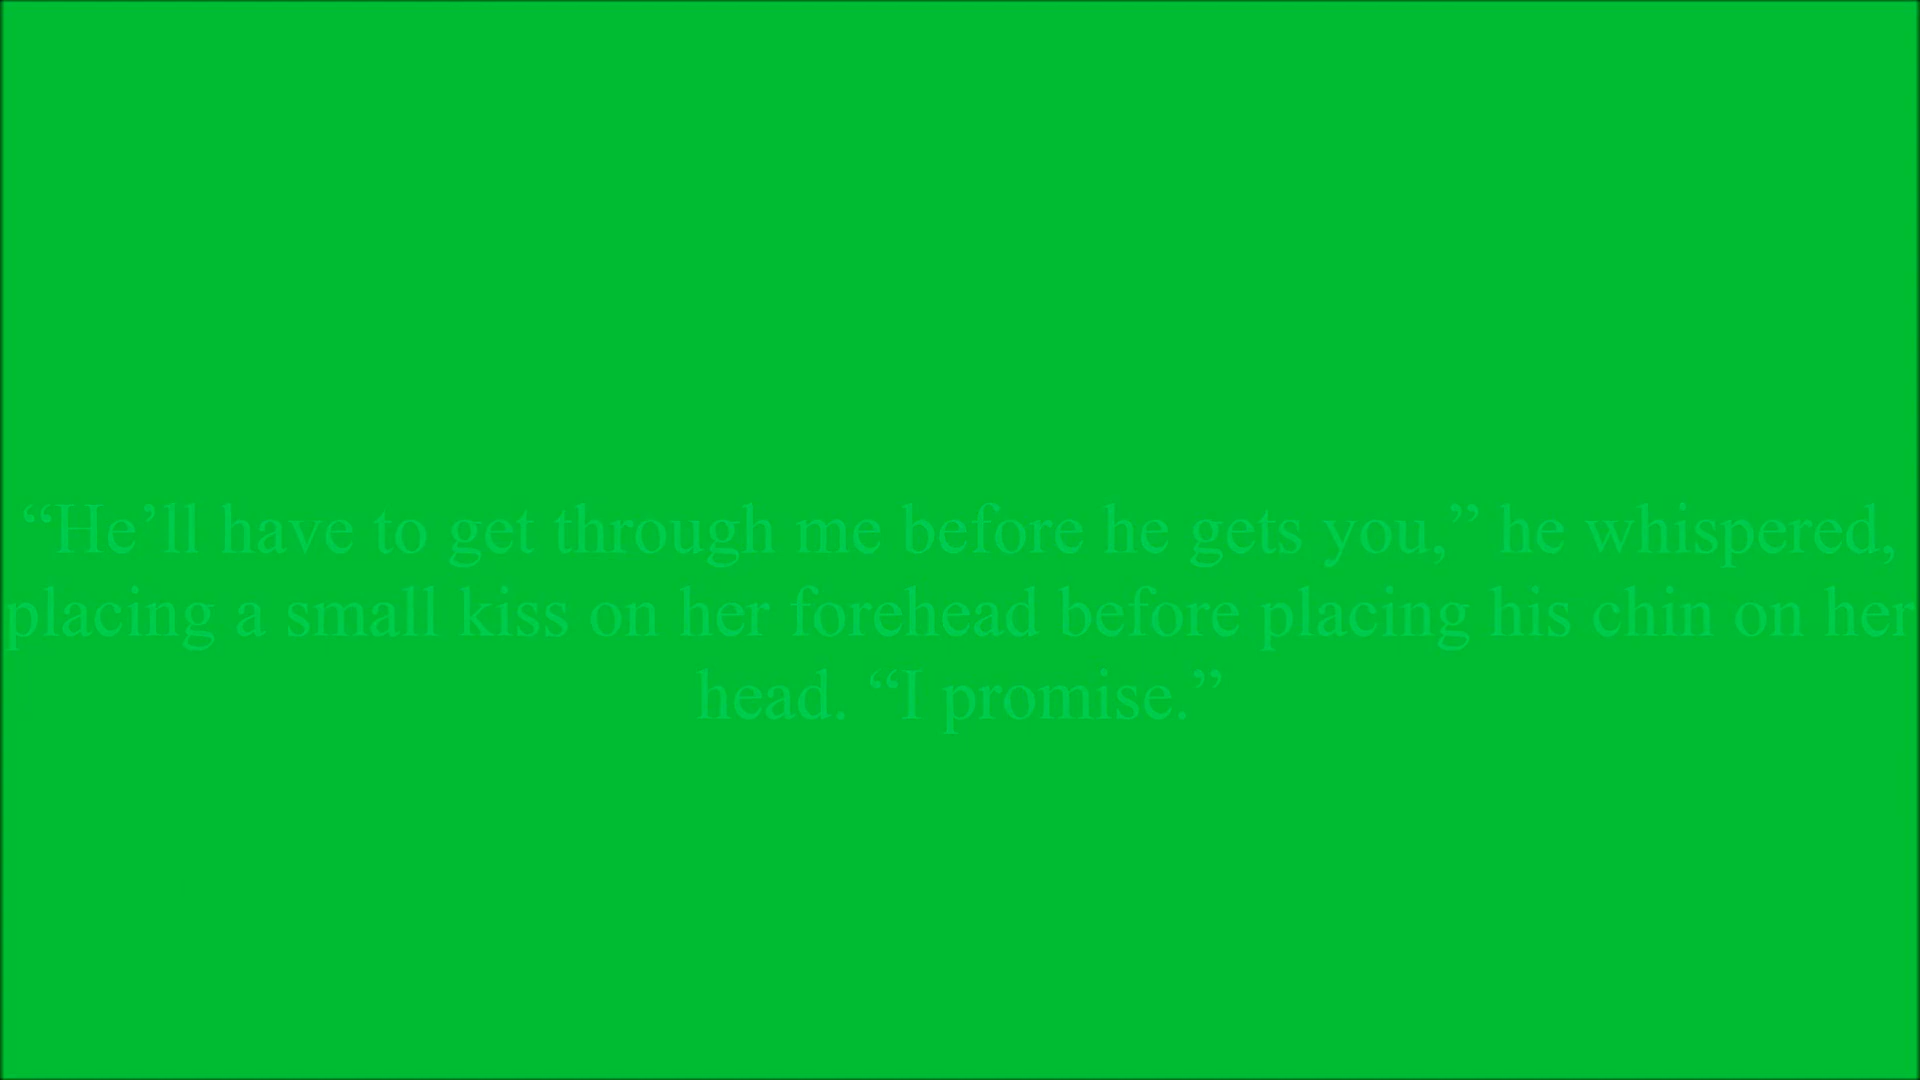 “He’ll have to get through me before he gets you,” he whispered,
placing a small kiss on her forehead before placing his chin on her
head. “I promise.”